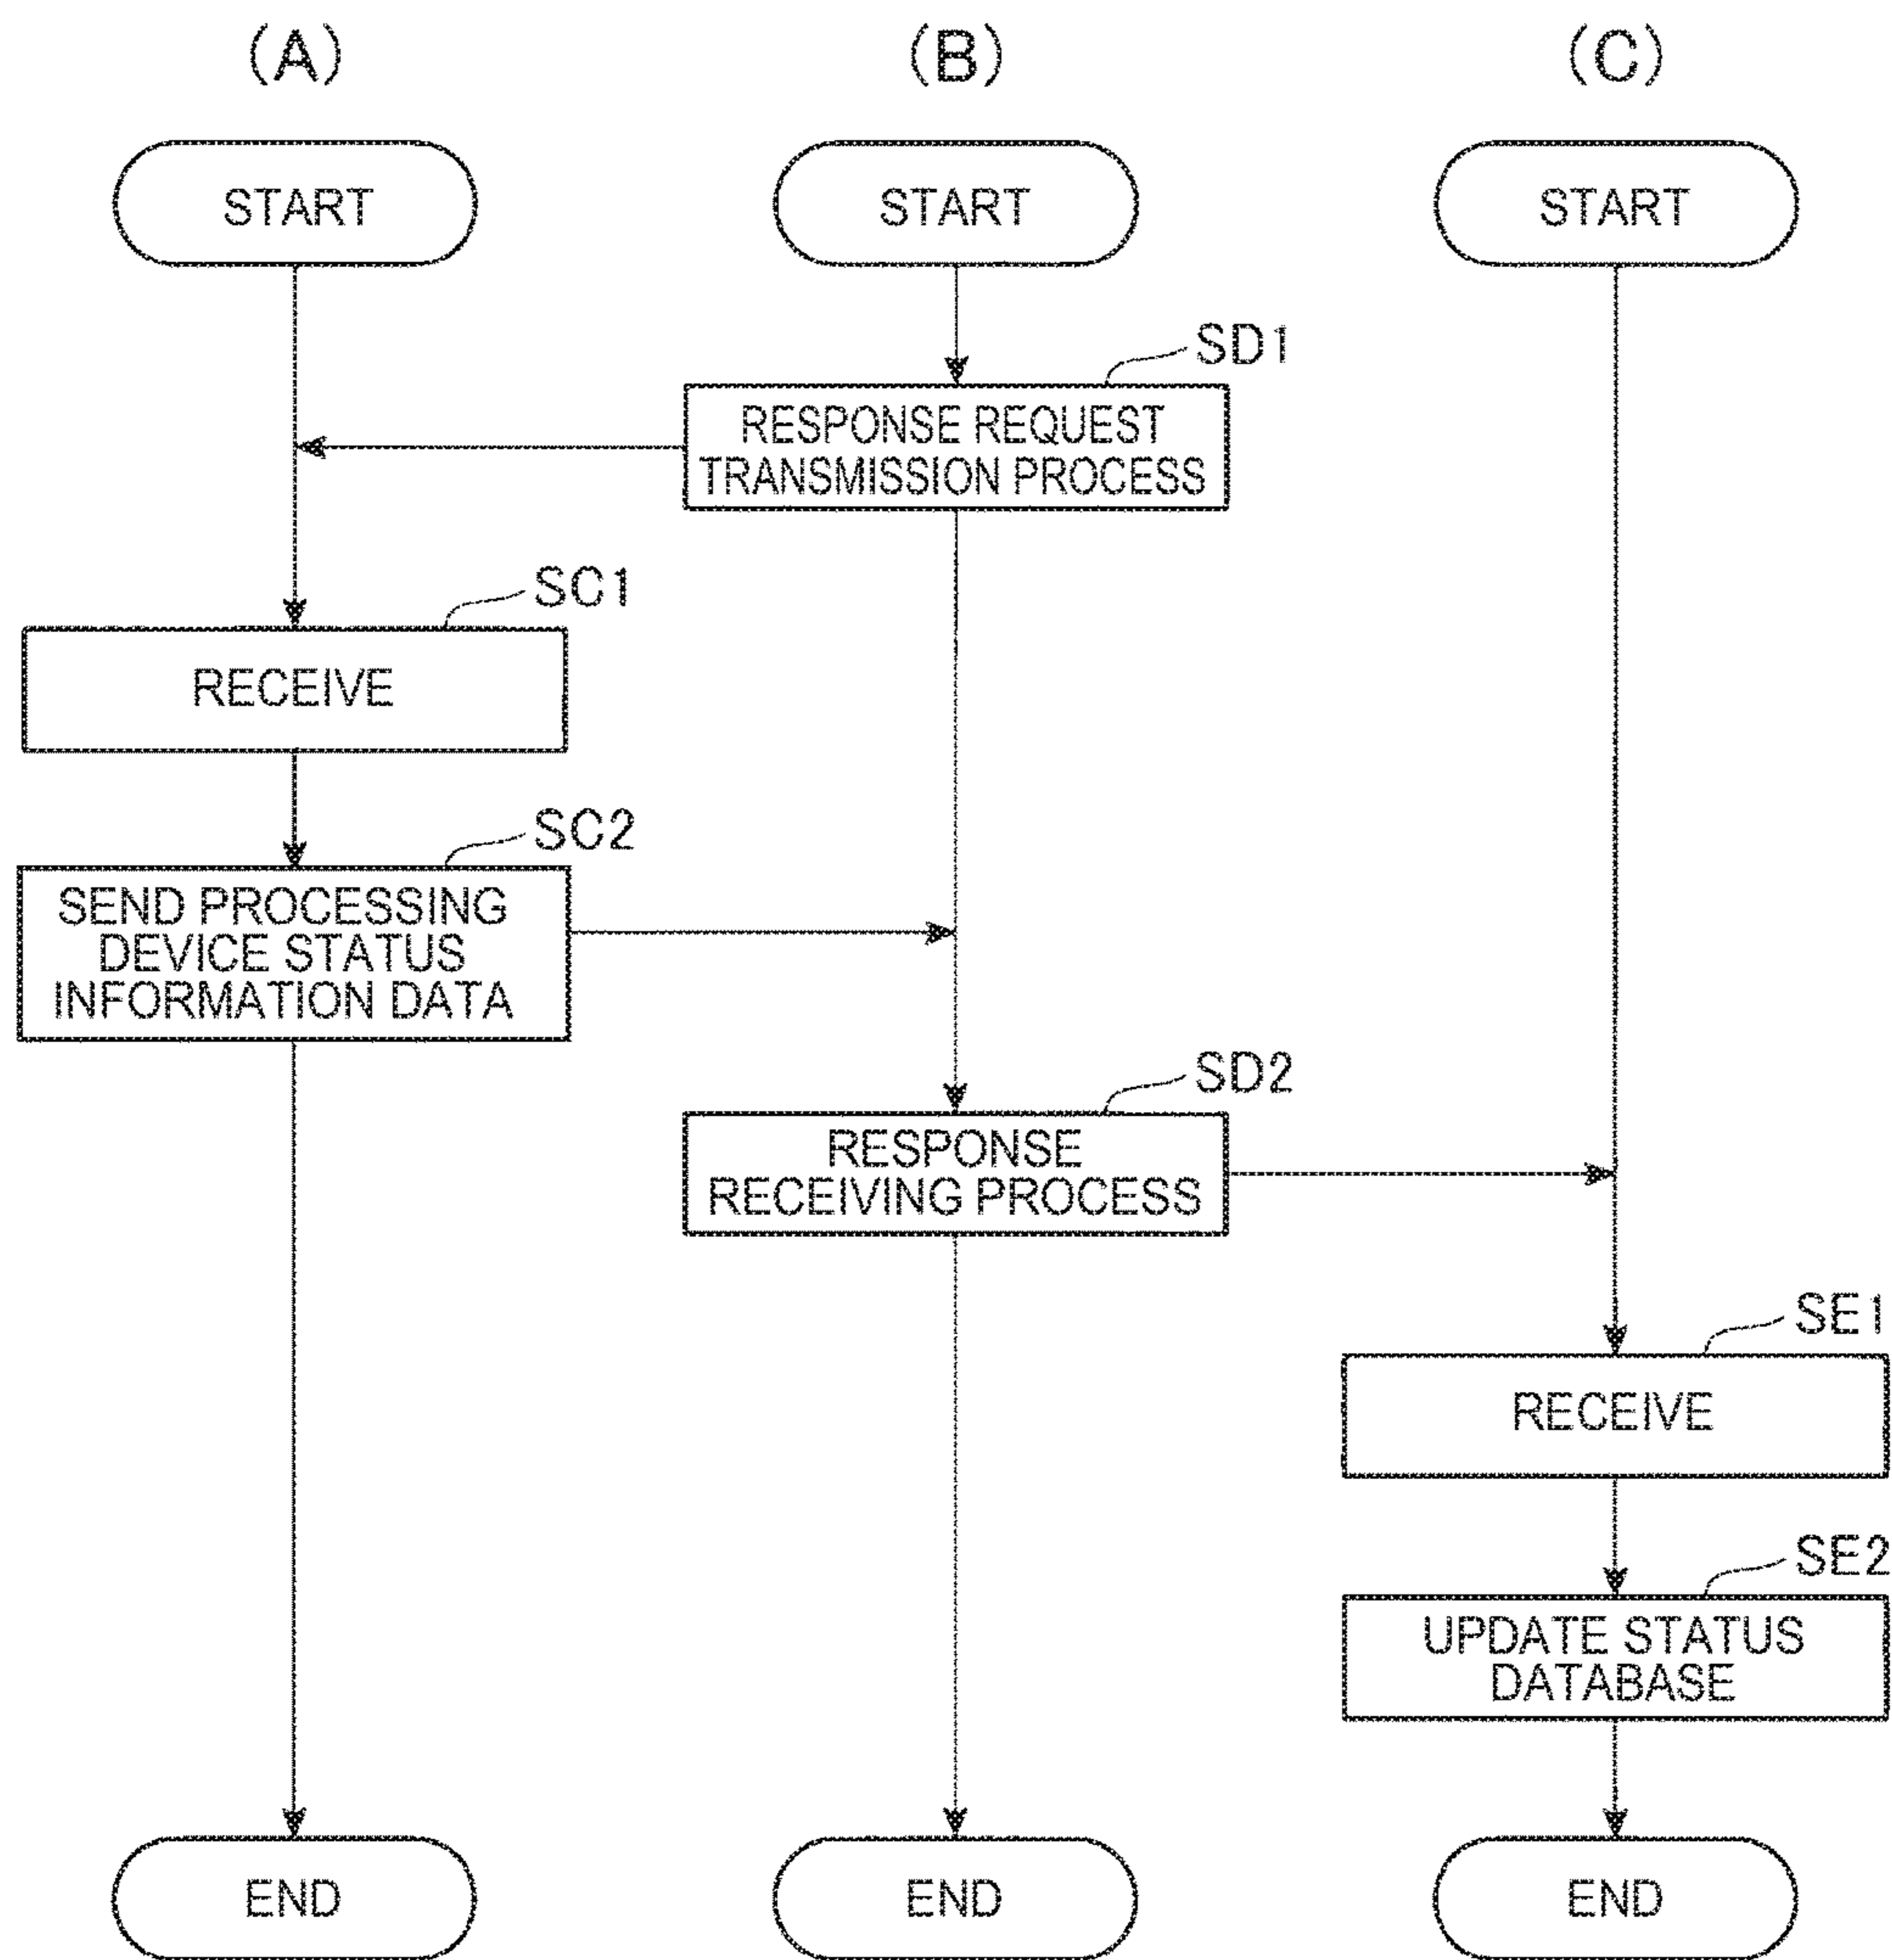 (A)
(B)
(C)
START
START
START
SD1
RESPONSE REQUEST
TRANSMISSION PROCESS
SC1
RECEIVE
SC2
SEND PROCESSING
DEVICE STATUS
INFORMATION DATA
SD2
RESPONSE
RECEIVING PROCESS
SE1
RECEIVE
SE2
UPDATE STATUS
DATABASE
END
END
END